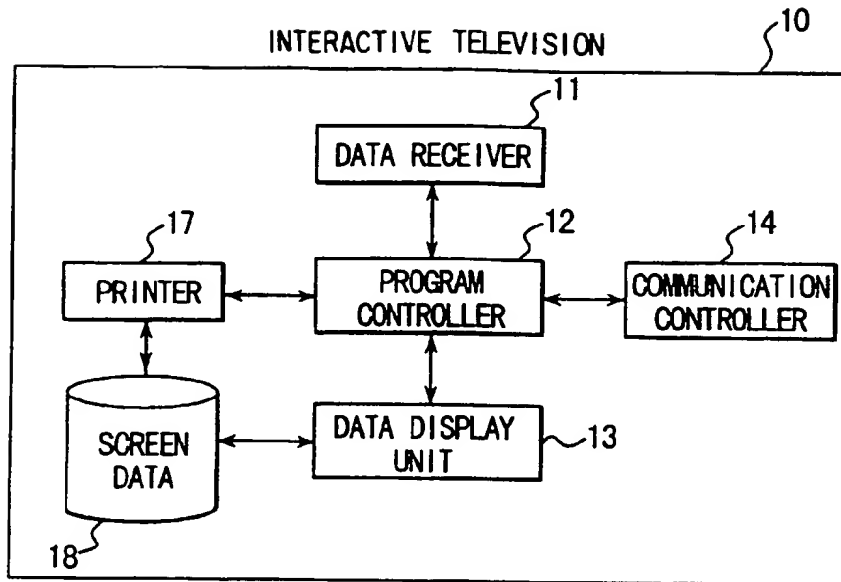 INTERACTIVE TELEVISION
10
11
DATA RECEIVER
17
12
14
PRINTER
PROGRAM
CONTROLLER
COMMUNICATION
CONTROLLER
SCREEN
DATA
DATA DISPLAY
UNIT
13
18